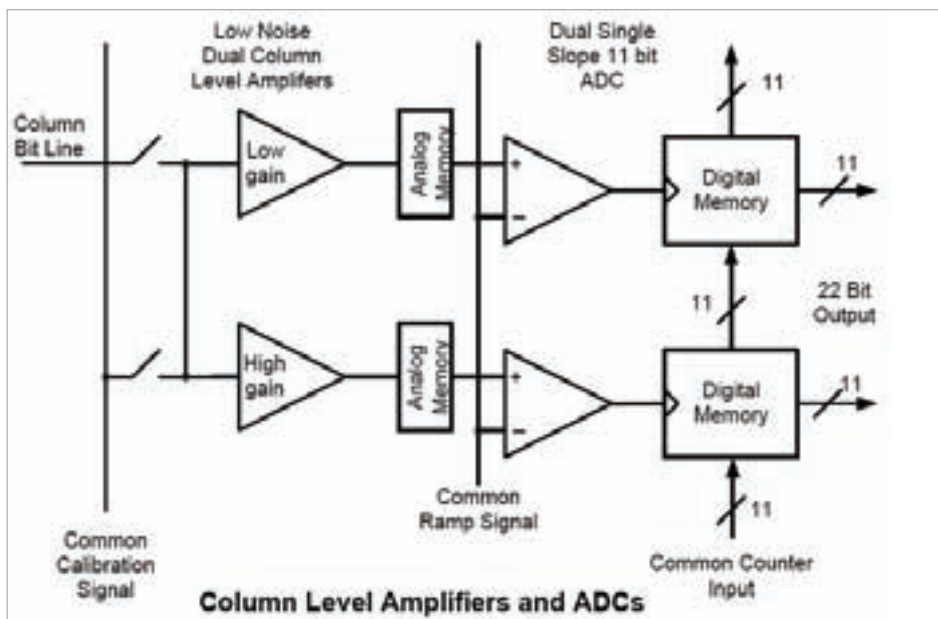 Low Noise
Dual Column
Level Amplifers
Dual Single
Slope 11 bit
ADC
11
Column
Bit Line
Low
gain
Analog
Memory
+
−
Digital
Memory
11
11
22 Bit
Output
High
gain
Analog
Memory
+
−
Digital
Memory
11
Common
Ramp Signal
11
Common
Calibration
Signal
Common Counter
Input
Column Level Amplifiers and ADCs